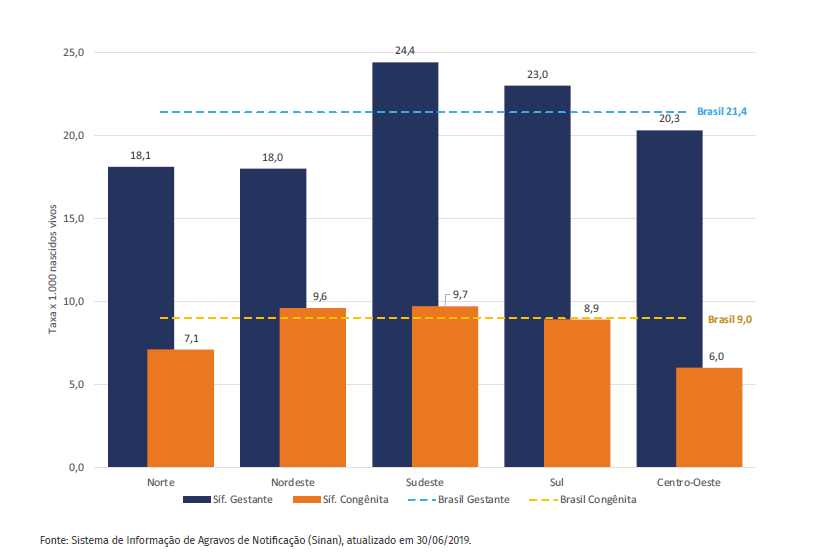 25,0
20,0
15,0
10,0
5,0
0,0
Taxa x 1.000 nascidos vivos
24,4
23,0
Brasil 21,4
20,3
18,1
18,0
9,6
9,7
8,9
Brasil 9,0
7,1
6,0
Norte
Nordeste
Sudeste
Sul
Centro-Oeste
Síf. Gestante
Síf. Congênita
Brasil Gestante
Brasil Congênita
Fonte: Sistema de Informação de Agravos de Notificação (Sinan), atualizado em 30/06/2019.